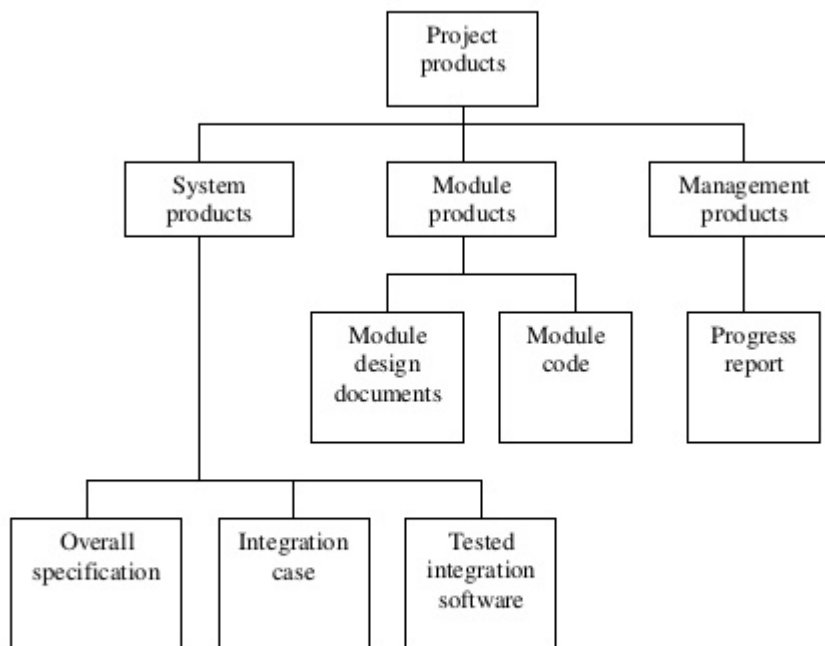 Project
products
System
products
Module
products
Management
products
Module
design
documents
Module
code
Progress
report
Overall
specification
Integration
case
Tested
integration
software